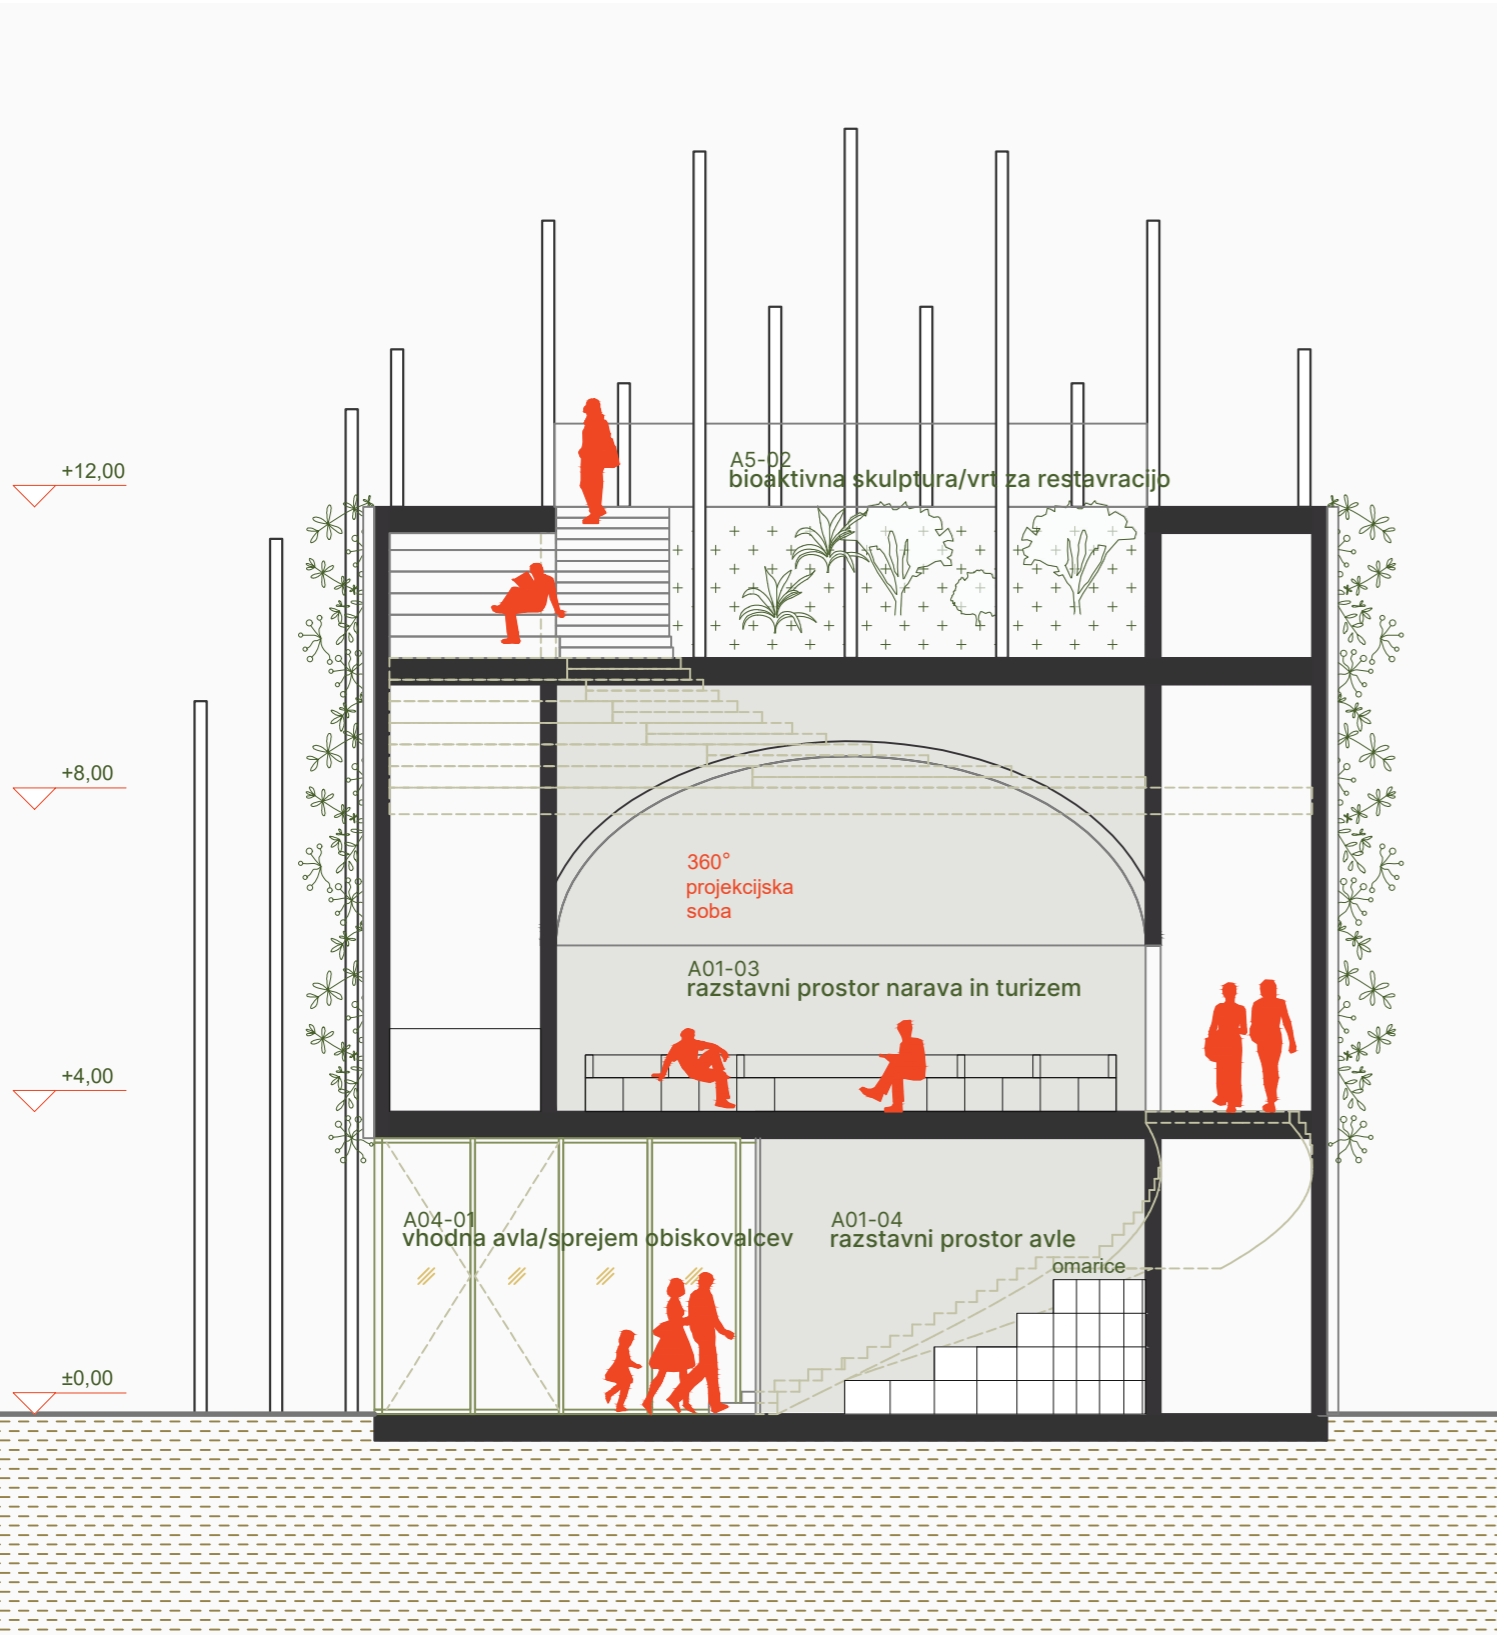 A5-02
bioaktivna skulptura/vrt za restavracijo
+12,00
+8,00
360°
projekcijska
soba
A01-03
razstavni prostor narava in turizem
+4,00
A04-01
vhodna avla/sprejem obiskovalcev
A01-04
razstavni prostor avle
omarice
±0,00